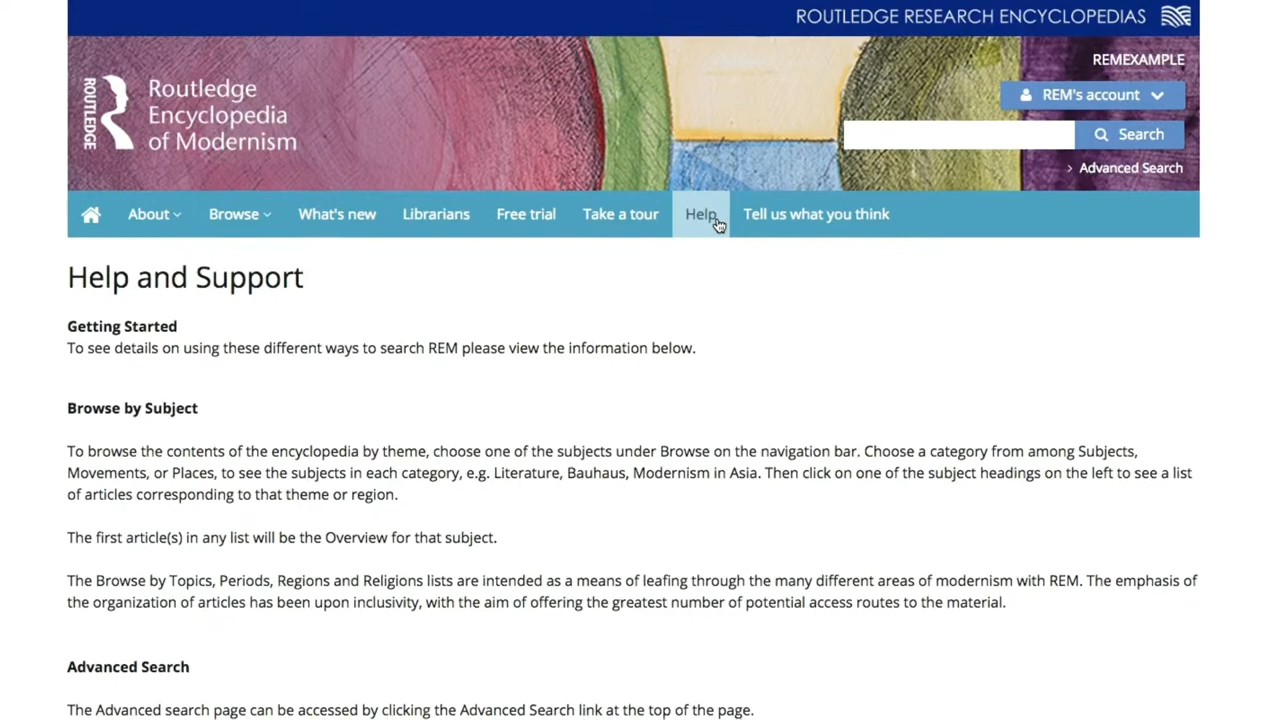 ROUTLEDGE RESEARCH ENCYCLOPEDIAS
REMEXAMPLE
ROUTLEDGE
Routledge
Encyclopedia
of Modernism
REM's account
Search
› Advanced Search
About
Browse
What's new
Librarians
Free trial
Take a tour
Help
Tell us what you think
Help and Support
Getting Started
To see details on using these different ways to search REM please view the information below.
Browse by Subject
To browse the contents of the encyclopedia by theme, choose one of the subjects under Browse on the navigation bar. Choose a category from among Subjects,
Movements, or Places, to see the subjects in each category, e.g. Literature, Bauhaus, Modernism in Asia. Then click on one of the subject headings on the left to see a list
of articles corresponding to that theme or region.
The first article(s) in any list will be the Overview for that subject.
The Browse by Topics, Periods, Regions and Religions lists are intended as a means of leafing through the many different areas of modernism with REM. The emphasis of
the organization of articles has been upon inclusivity, with the aim of offering the greatest number of potential access routes to the material.
Advanced Search
The Advanced search page can be accessed by clicking the Advanced Search link at the top of the page.